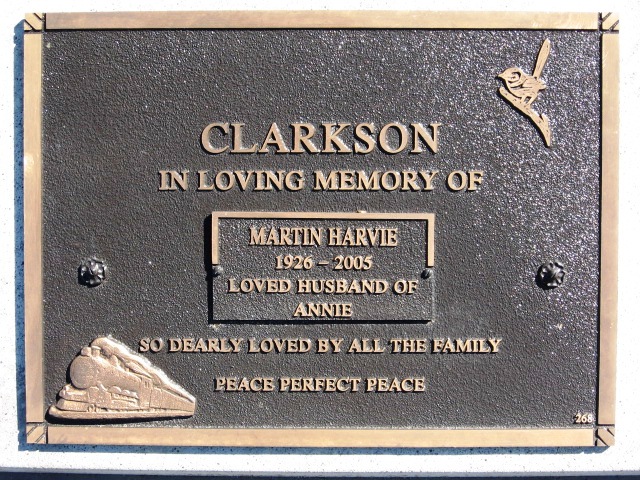 CLARKSON
IN LOVING MEMORY OF
MARTIN HARVIE
1926 – 2005
LOVED HUSBAND OF
ANNIE
SO DEARLY LOVED BY ALL THE FAMILY
PEACE PERFECT PEACE
268